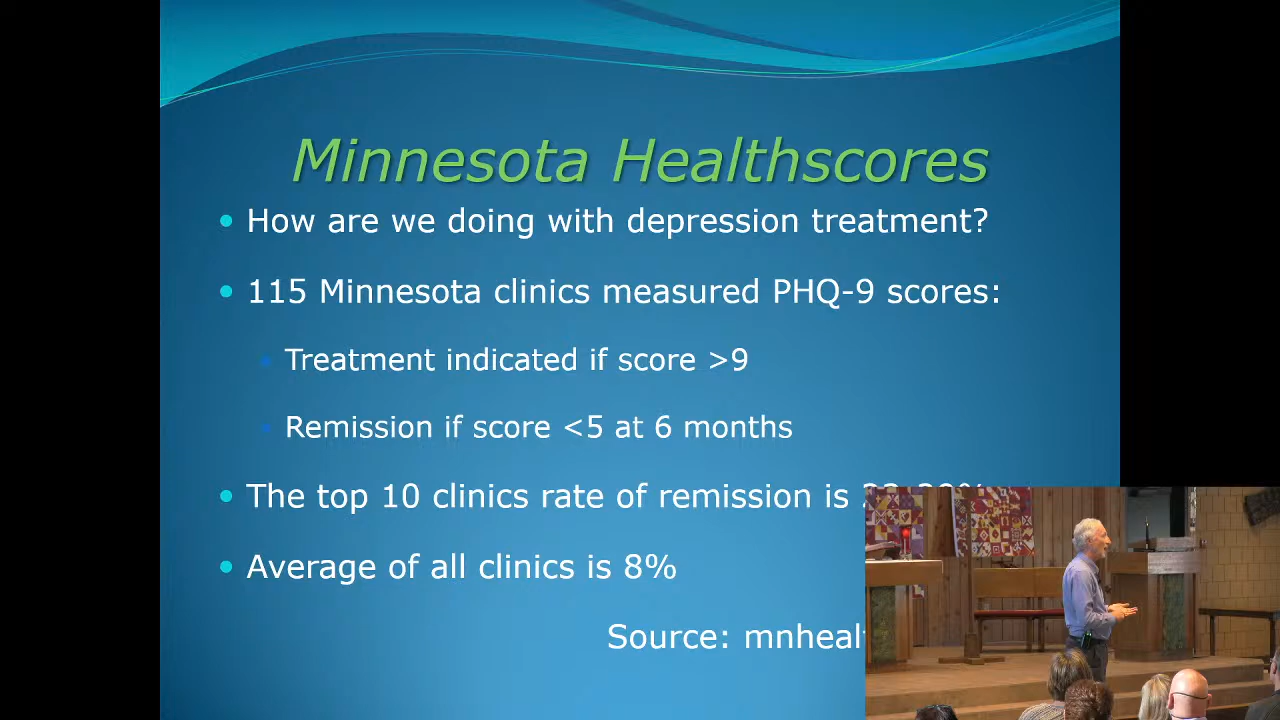 Minnesota Healthscores
How are we doing with depression treatment?
115 Minnesota clinics measured PHQ-9 scores:
Treatment indicated if score >9
Remission if score <5 at 6 months
The top 10 clinics rate of remission is
Average of all clinics is 8%
Source: